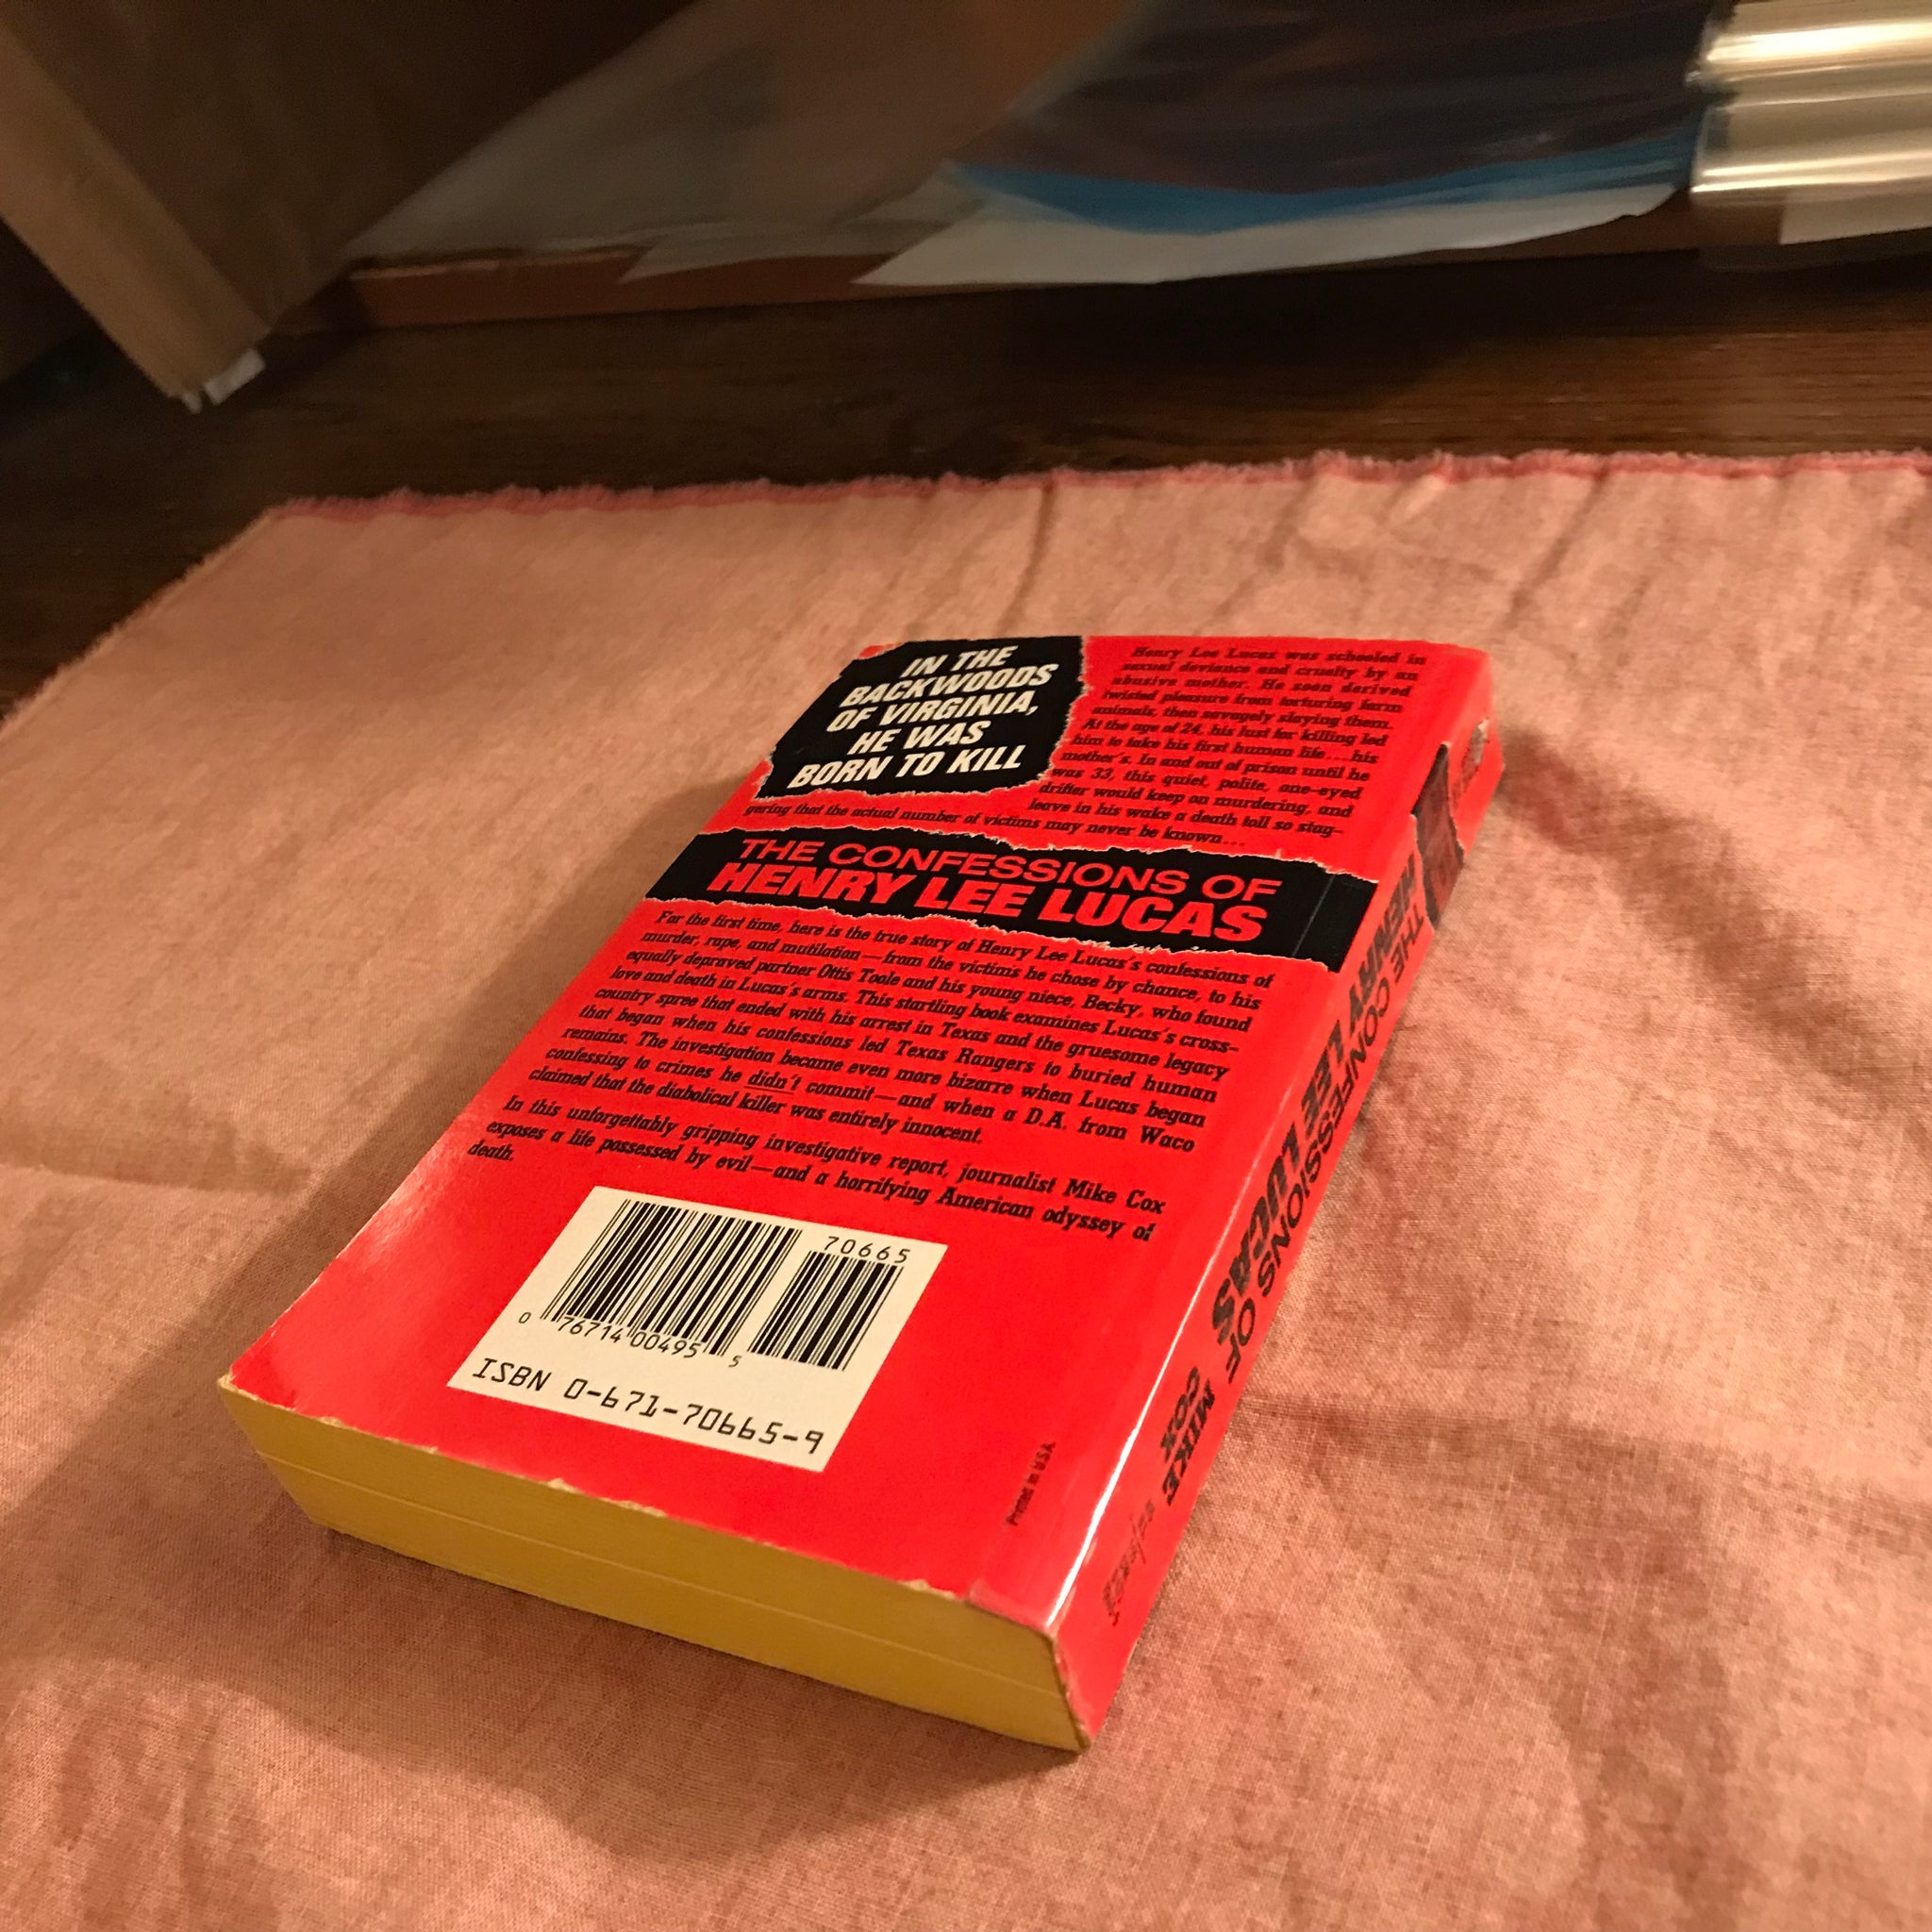 IN THE
BACKWOODS
OF VIRGINIA,
HE WAS
BORN TO KILL
Henry Lee Lucas was schooled in
sexual deviance and cruelty by an
abusive mother. He soon derived
twisted pleasure from torturing farm
animals, then savagely slaying them.
At the age of 24, his lust for killing led
him to take his first human life...his
mother's. In and out of prison until he
was 33, this quiet, polite, one-eyed
drifter would keep on murdering, and
leave in his wake a death toll so stag-
gering that the actual number of victims may never be known...
THE CONFESSIONS OF
HENRY LEE LUCAS
For the first time, here is the true story of Henry Lee Lucas's confessions of
murder, rape, and mutilation—from the victims he chose by chance, to his
equally depraved partner Ottis Toole and his young niece, Becky, who found
love and death in Lucas's arms. This startling book examines Lucas's cross-
country spree that ended with his arrest in Texas and the gruesome legacy
that began when his confessions led Texas Rangers to buried human
remains. The investigation became even more bizarre when Lucas began
confessing to crimes he didn't commit—and when a D.A. from Waco
claimed that the diabolical killer was entirely innocent.
In this unforgettably gripping investigative report, journalist Mike Cox
exposes a life possessed by evil—and a horrifying American odyssey of
death.
70665
0 76714 00495 5
ISBN 0-671-70665-9
Printed in U.S.A.
THE CONFESSIONS OF
HENRY LEE LUCAS
MIKE
COX